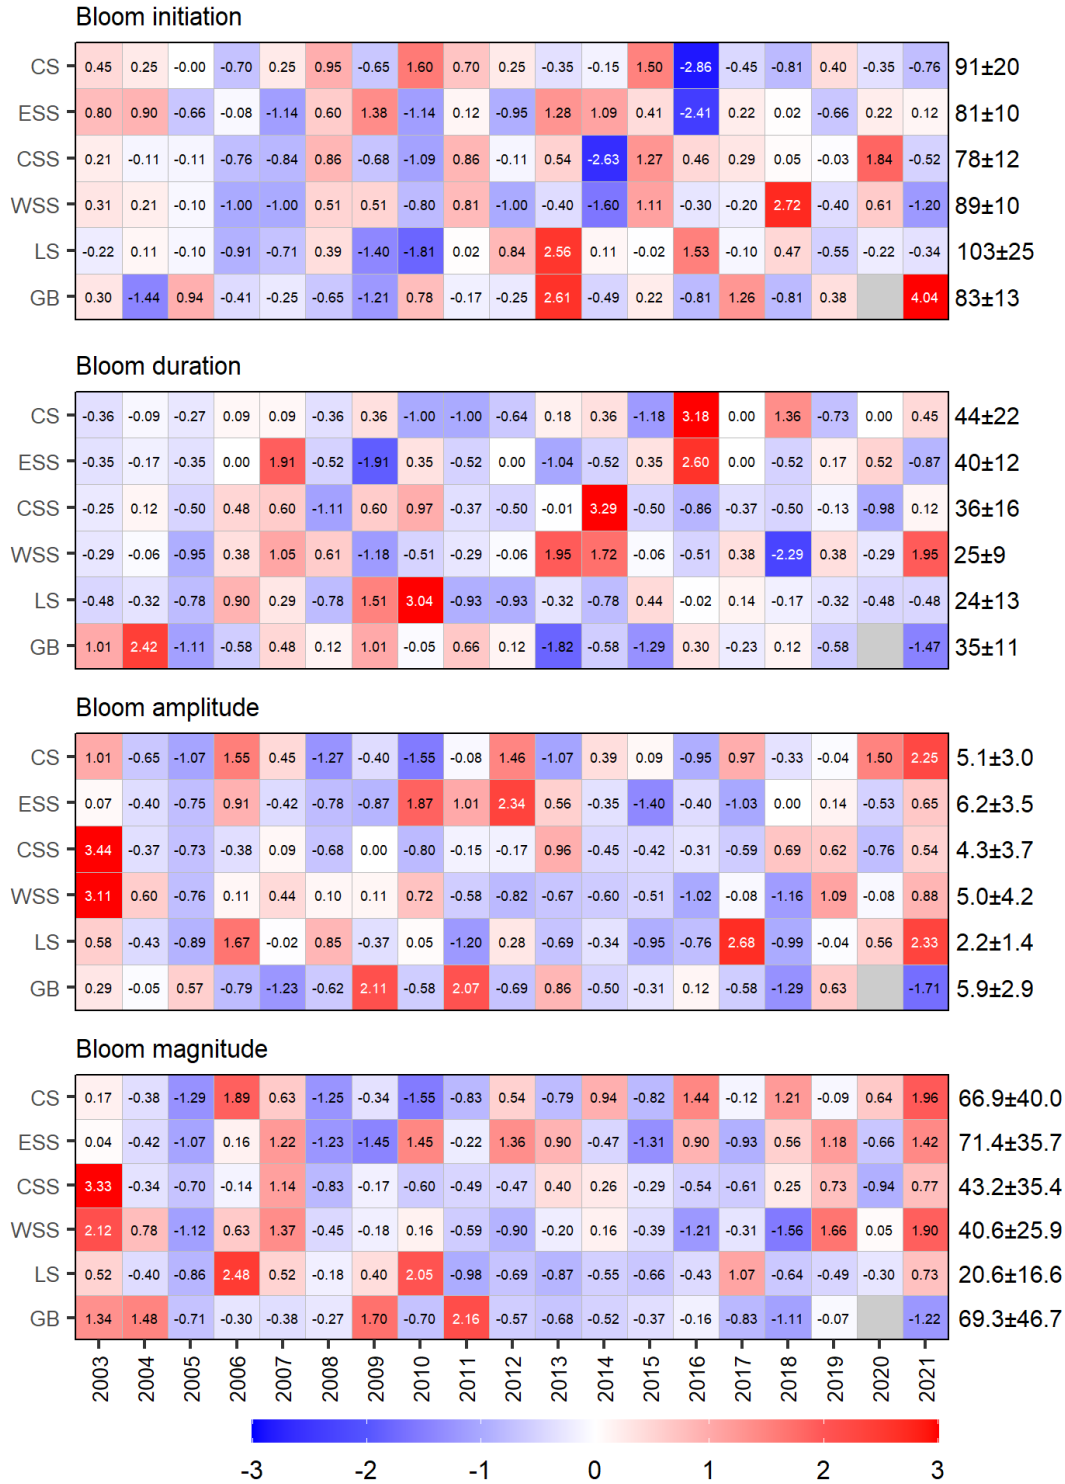 Bloom initiation
CS 0.45 0.25 -0.00 -0.70 0.25 0.95 -0.65 1.60 0.70 0.25 -0.35 -0.15 1.50 -2.86 -0.45 -0.81 0.40 -0.35 -0.76 91±20
ESS 0.80 0.90 -0.66 -0.08 -1.14 0.60 1.38 -1.14 0.12 -0.95 1.28 1.09 0.41 -2.41 0.22 0.02 -0.66 0.22 0.12 81±10
CSS 0.21 -0.11 -0.11 -0.76 -0.84 0.86 -0.68 -1.09 0.86 -0.11 0.54 -2.63 1.27 0.46 0.29 0.05 -0.03 1.84 -0.52 78±12
WSS 0.31 0.21 -0.10 -1.00 -1.00 0.51 0.51 -0.80 0.81 -1.00 -0.40 -1.60 1.11 -0.30 -0.20 2.72 -0.40 0.61 -1.20 89±10
LS -0.22 0.11 -0.10 -0.91 -0.71 0.39 -1.40 -1.81 0.02 0.84 2.56 0.11 -0.02 1.53 -0.10 0.47 -0.55 -0.22 -0.34 103±25
GB 0.30 -1.44 0.94 -0.41 -0.25 -0.65 -1.21 0.78 -0.17 -0.25 2.61 -0.49 0.22 -0.81 1.26 -0.81 0.38 4.04 83±13
Bloom duration
CS -0.36 -0.09 -0.27 0.09 0.09 -0.36 0.36 -1.00 -1.00 -0.64 0.18 0.36 -1.18 3.18 0.00 1.36 -0.73 0.00 0.45 44±22
ESS -0.35 -0.17 -0.35 0.00 1.91 -0.52 -1.91 0.35 -0.52 0.00 -1.04 -0.52 0.35 2.60 0.00 -0.52 0.17 0.52 -0.87 40±12
CSS -0.25 0.12 -0.50 0.48 0.60 -1.11 0.60 0.97 -0.37 -0.50 -0.01 3.29 -0.50 -0.86 -0.37 -0.50 -0.13 -0.98 0.12 36±16
WSS -0.29 -0.06 -0.95 0.38 1.05 0.61 -1.18 -0.51 -0.29 -0.06 1.95 1.72 -0.06 -0.51 0.38 -2.29 0.38 -0.29 1.95 25±9
LS -0.48 -0.32 -0.78 0.90 0.29 -0.78 1.51 3.04 -0.93 -0.93 -0.32 -0.78 0.44 -0.02 0.14 -0.17 -0.32 -0.48 -0.48 24±13
GB 1.01 2.42 -1.11 -0.58 0.48 0.12 1.01 -0.05 0.66 0.12 -1.82 -0.58 -1.29 0.30 -0.23 0.12 -0.58 -1.47 35±11
Bloom amplitude
CS 1.01 -0.65 -1.07 1.55 0.45 -1.27 -0.40 -1.55 -0.08 1.46 -1.07 0.39 0.09 -0.95 0.97 -0.33 -0.04 1.50 2.25 5.1±3.0
ESS 0.07 -0.40 -0.75 0.91 -0.42 -0.78 -0.87 1.87 1.01 2.34 0.56 -0.35 -1.40 -0.40 -1.03 0.00 0.14 -0.53 0.65 6.2±3.5
CSS 3.44 -0.37 -0.73 -0.38 0.09 -0.68 0.00 -0.80 -0.15 -0.17 0.96 -0.45 -0.42 -0.31 -0.59 0.69 0.62 -0.76 0.54 4.3±3.7
WSS 3.11 0.60 -0.76 0.11 0.44 0.10 0.11 0.72 -0.58 -0.82 -0.67 -0.60 -0.51 -1.02 -0.08 -1.16 1.09 -0.08 0.88 5.0±4.2
LS 0.58 -0.43 -0.89 1.67 -0.02 0.85 -0.37 0.05 -1.20 0.28 -0.69 -0.34 -0.95 -0.76 2.68 -0.99 -0.04 0.56 2.33 2.2±1.4
GB 0.29 -0.05 0.57 -0.79 -1.23 -0.62 2.11 -0.58 2.07 -0.69 0.86 -0.50 -0.31 0.12 -0.58 -1.29 0.63 -1.71 5.9±2.9
Bloom magnitude
CS 0.17 -0.38 -1.29 1.89 0.63 -1.25 -0.34 -1.55 -0.83 0.54 -0.79 0.94 -0.82 1.44 -0.12 1.21 -0.09 0.64 1.96 66.9±40.0
ESS 0.04 -0.42 -1.07 0.16 1.22 -1.23 -1.45 1.45 -0.22 1.36 0.90 -0.47 -1.31 0.90 -0.93 0.56 1.18 -0.66 1.42 71.4±35.7
CSS 3.33 -0.34 -0.70 -0.14 1.14 -0.83 -0.17 -0.60 -0.49 -0.47 0.40 0.26 -0.29 -0.54 -0.61 0.25 0.73 -0.94 0.77 43.2±35.4
WSS 2.12 0.78 -1.12 0.63 1.37 -0.45 -0.18 0.16 -0.59 -0.90 -0.20 0.16 -0.39 -1.21 -0.31 -1.56 1.66 0.05 1.90 40.6±25.9
LS 0.52 -0.40 -0.86 2.48 0.52 -0.18 0.40 2.05 -0.98 -0.69 -0.87 -0.55 -0.66 -0.43 1.07 -0.64 -0.49 -0.30 0.73 20.6±16.6
GB 1.34 1.48 -0.71 -0.30 -0.38 -0.27 1.70 -0.70 2.16 -0.57 -0.68 -0.52 -0.37 -0.16 -0.83 -1.11 -0.07 -1.22 69.3±46.7
2003 2004 2005 2006 2007 2008 2009 2010 2011 2012 2013 2014 2015 2016 2017 2018 2019 2020 2021
-3 -2 -1 0 1 2 3